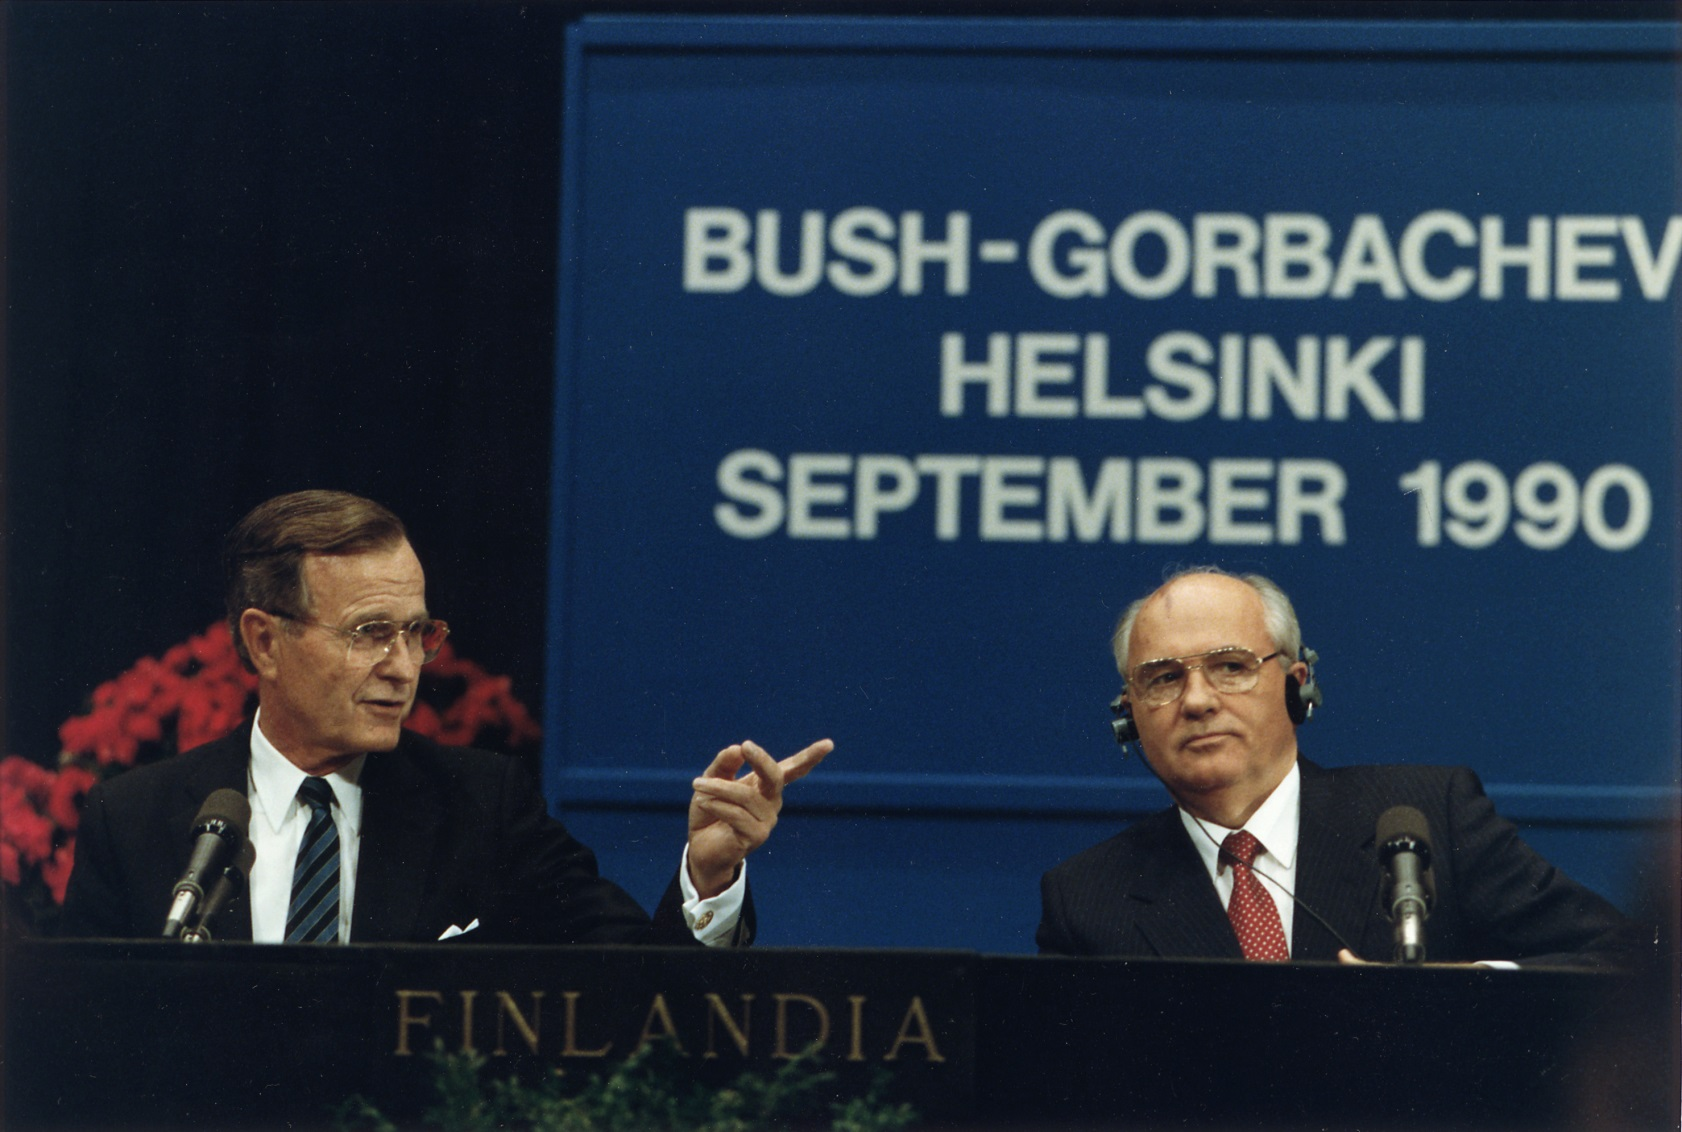 BUSH-GORBACHEV
HELSINKI
SEPTEMBER 1990
FINLANDIA